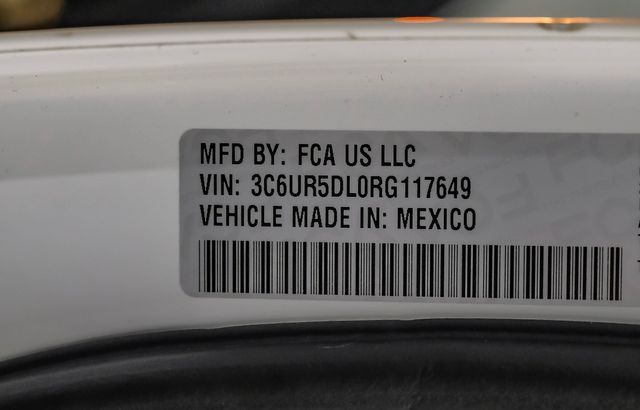 MFD BY: FCA US LLC
VIN: 3C6UR5DL0RG117649
VEHICLE MADE IN: MEXICO